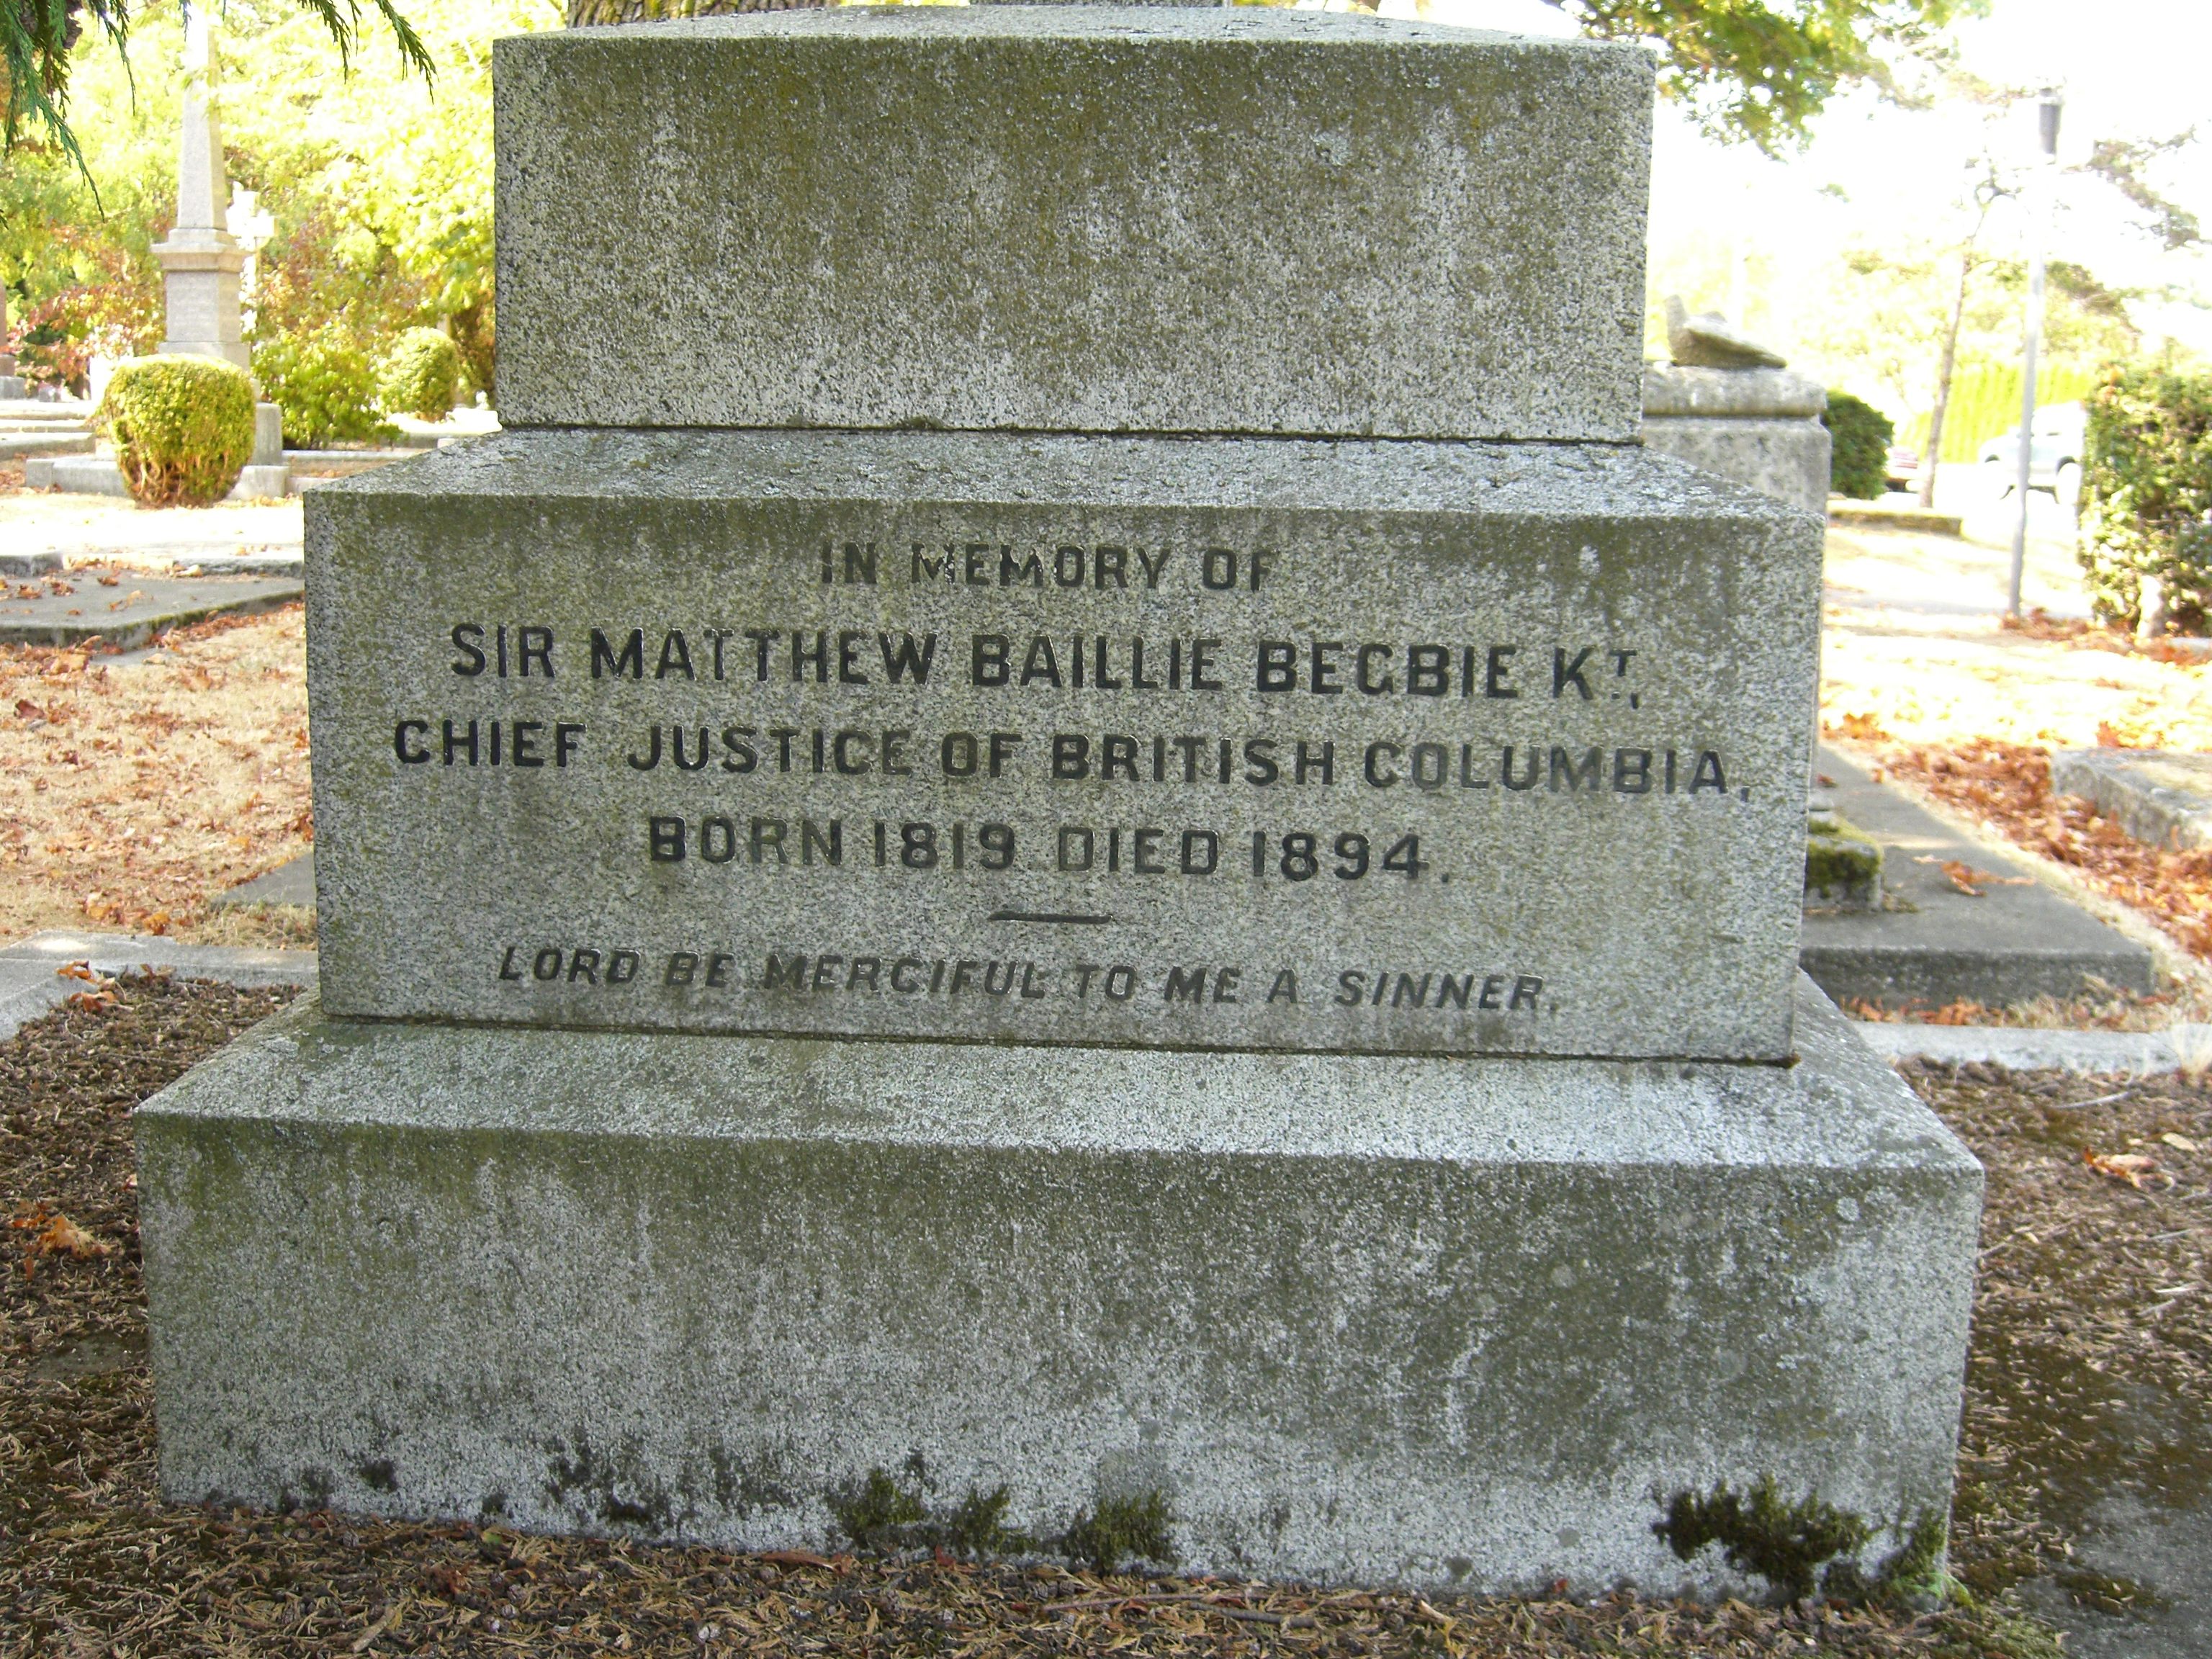 IN MEMORY OF
SIR MATTHEW BAILLIE BEGBIE KT,
CHIEF JUSTICE OF BRITISH COLUMBIA,
BORN 1819. DIED 1894.
LORD BE MERCIFUL TO ME A SINNER.